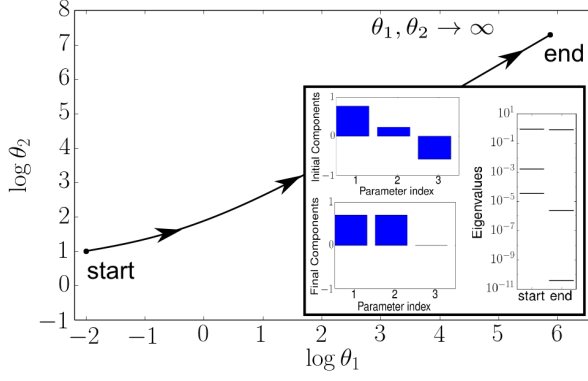 8
θ₁, θ₂ → ∞
7
end
6
5
4
3
2
1
0
−1
log θ₂
start
−2 −1 0 1 2 3 4 5 6
log θ₁
Initial Components
1
0
−1
1 2 3
Parameter index
Final Components
1
0
−1
1 2 3
Parameter index
Eigenvalues
10¹
10⁻¹
10⁻³
10⁻⁵
10⁻⁷
10⁻⁹
10⁻¹¹
start end